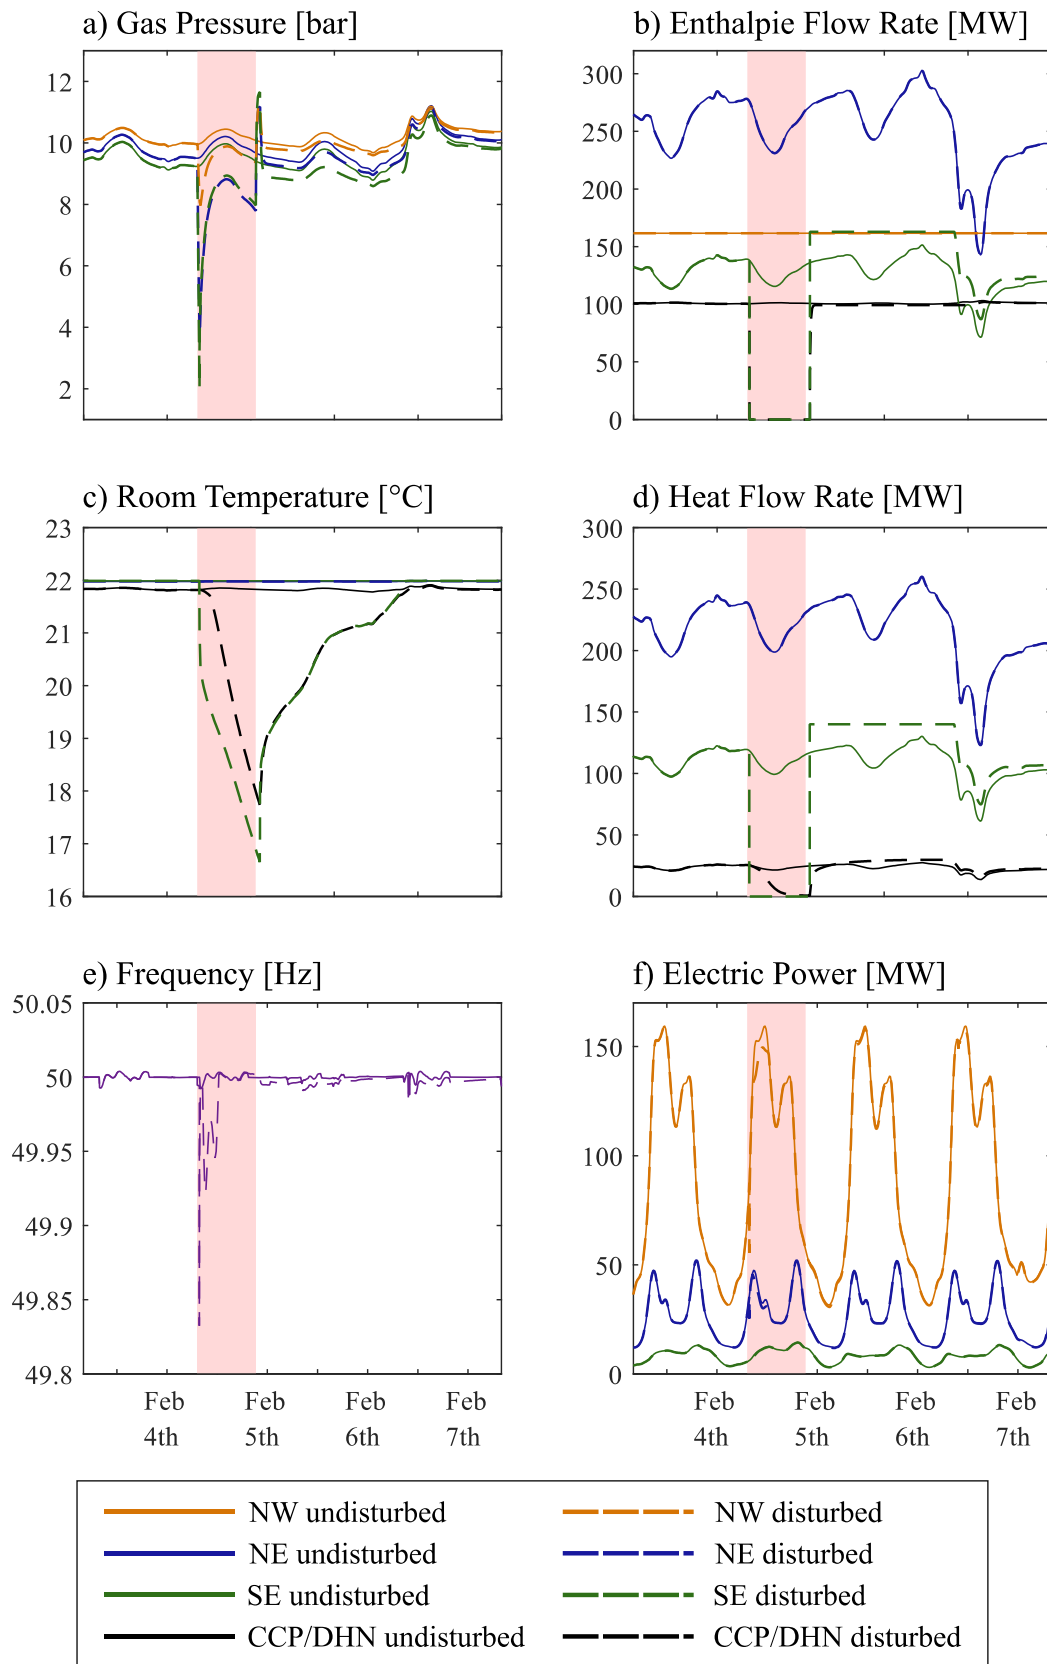 a) Gas Pressure [bar]
12
10
8
6
4
2
b) Enthalpie Flow Rate [MW]
300
250
200
150
100
50
0
c) Room Temperature [°C]
23
22
21
20
19
18
17
16
d) Heat Flow Rate [MW]
300
250
200
150
100
50
0
e) Frequency [Hz]
50.05
50
49.95
49.9
49.85
49.8
Feb Feb Feb Feb
4th 5th 6th 7th
f) Electric Power [MW]
150
100
50
0
Feb Feb Feb Feb
4th 5th 6th 7th
NW undisturbed
NW disturbed
NE undisturbed
NE disturbed
SE undisturbed
SE disturbed
CCP/DHN undisturbed
CCP/DHN disturbed